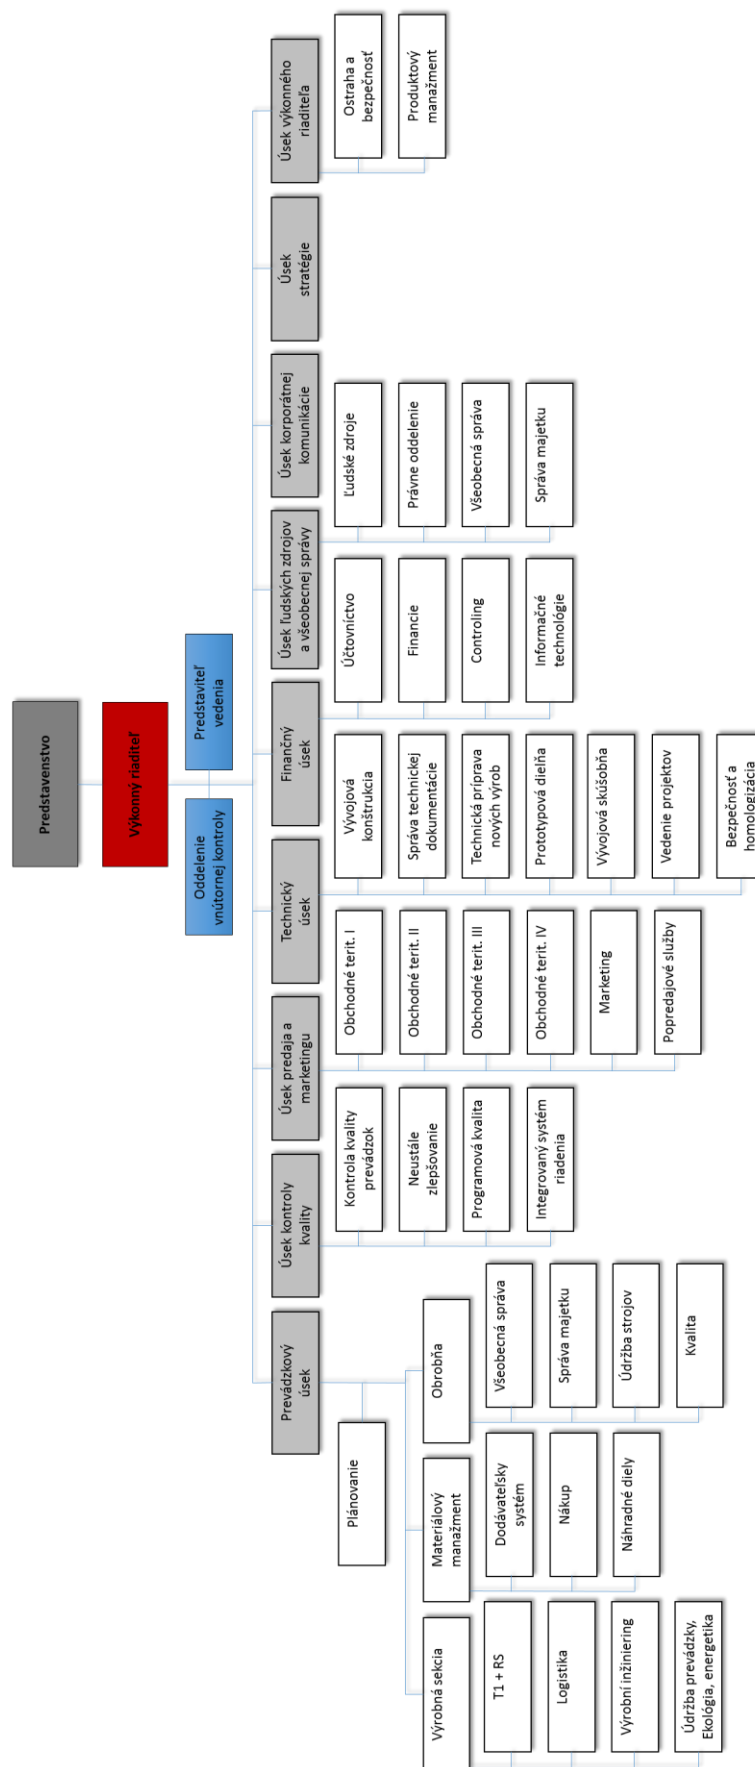 Predstavenstvo
Výkonný riaditeľ
Oddelenie
vnútornej kontroly
Predstaviteľ
vedenia
Prevádzkový
úsek
Úsek kontroly
kvality
Úsek predaja a
marketingu
Technický
úsek
Finančný
úsek
Úsek ľudských zdrojov
a všeobecnej správy
Úsek korporátnej
komunikácie
Úsek
stratégie
Úsek výkonného
riaditeľa
Plánovanie
Výrobná sekcia
T1 + RS
Logistika
Výrobní inžiniering
Údržba prevádzky,
Ekológia, energetika
Materiálový
manažment
Dodávateľsky
systém
Nákup
Náhradné diely
Obrobňa
Všeobecná správa
Správa majetku
Údržba strojov
Kvalita
Kontrola kvality
prevádzok
Neustále
zlepšovanie
Programová kvalita
Integrovaný systém
riadenia
Obchodné terit. I
Obchodné terit. II
Obchodné terit. III
Obchodné terit. IV
Marketing
Popredajové služby
Vývojová
konštrukcia
Správa technickej
dokumentácie
Technická príprava
nových výrob
Prototypová dielňa
Vývojová skúšobňa
Vedenie projektov
Bezpečnosť a
homologizácia
Účtovníctvo
Financie
Controling
Informačné
technológie
Ľudské zdroje
Právne oddelenie
Všeobecná správa
Správa majetku
Ostraha a
bezpečnosť
Produktový
manažment